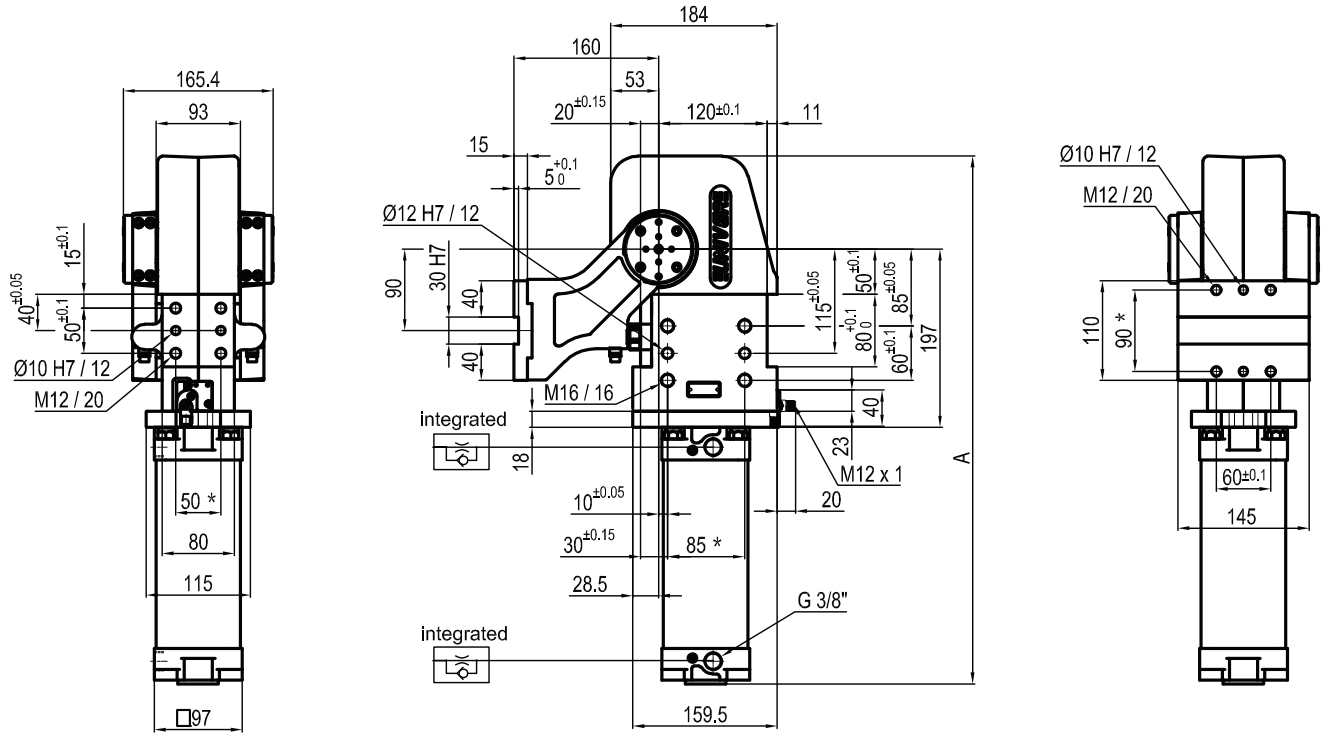 165.4
93
15±0.1
40±0.05
50±0.1
Ø10 H7 / 12
M12 / 20
50 *
80
115
□97
184
160
53
20±0.15
120±0.1
11
15
5 +0.1 0
Ø12 H7 / 12
30 H7
90
40
40
M16 / 16
integrated
18
10±0.05
30±0.15
85 *
28.5
integrated
159.5
G 3/8"
20
M12 x 1
23
40
115±0.05
50±0.1
80 +0.1 0
85±0.05
60±0.1
197
A
Ø10 H7 / 12
M12 / 20
110
90 *
60±0.1
145